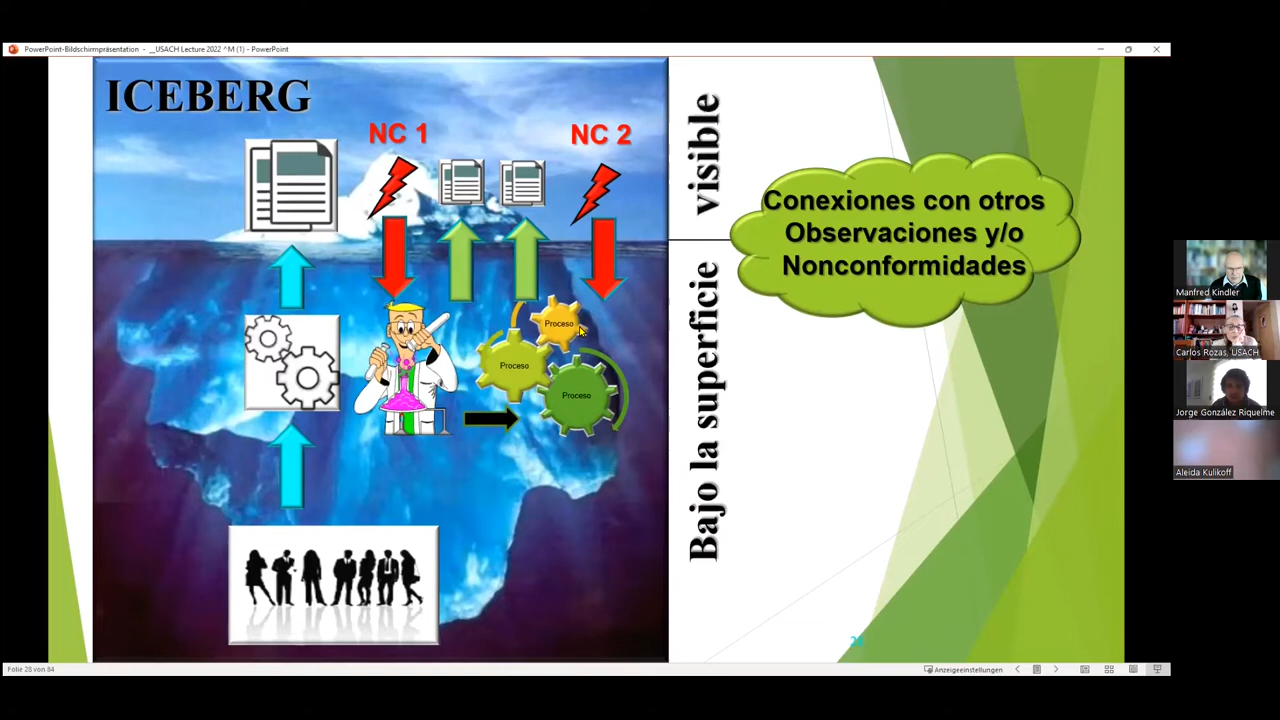 PowerPoint-Bildschirmpräsentation - __USACH Lecture 2022 ^M (1) - PowerPoint
ICEBERG
NC 1
NC 2
visible
Bajo la superficie
Conexiones con otros
Observaciones y/o
Nonconformidades
Proceso
Proceso
Proceso
28
Manfred Kindler
Carlos Rozas, USACH
Jorge González Riquelme
Aleida Kulikoff
Folie 28 von 84
Anzeigeeinstellungen